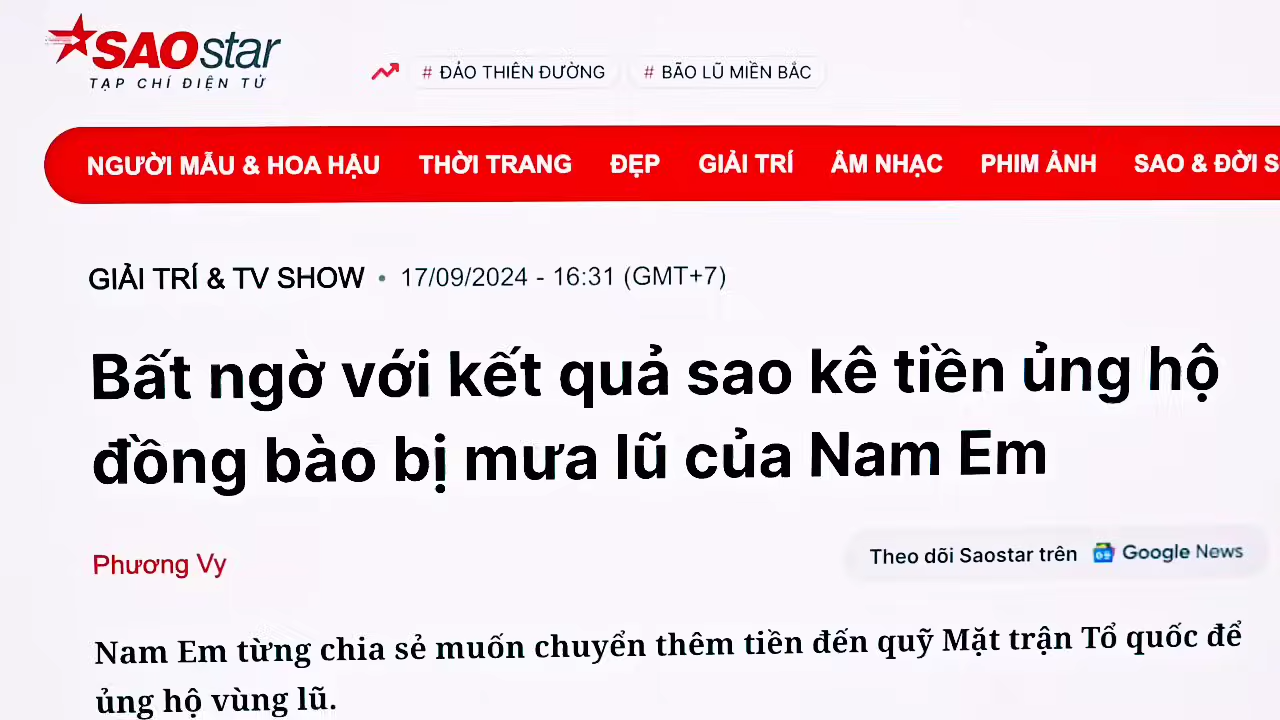 SAOstar
TẠP CHÍ ĐIỆN TỬ
# ĐẢO THIÊN ĐƯỜNG
# BÃO LŨ MIỀN BẮC
NGƯỜI MẪU & HOA HẬU THỜI TRANG ĐẸP GIẢI TRÍ ÂM NHẠC PHIM ẢNH SAO & ĐỜI S
GIẢI TRÍ & TV SHOW • 17/09/2024 - 16:31 (GMT+7)
Bất ngờ với kết quả sao kê tiền ủng hộ
đồng bào bị mưa lũ của Nam Em
Phương Vy
Theo dõi Saostar trên Google News
Nam Em từng chia sẻ muốn chuyển thêm tiền đến quỹ Mặt trận Tổ quốc để
ủng hộ vùng lũ.